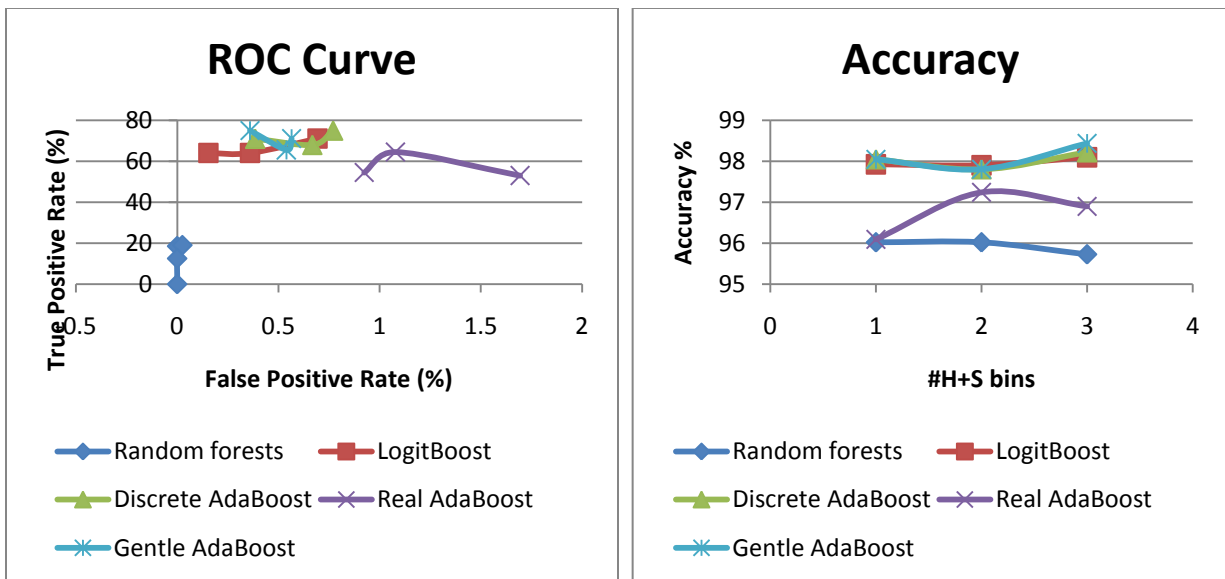 ROC Curve
True Positive Rate (%)
80
60
40
20
0
0.5 0 0.5 1 1.5 2
False Positive Rate (%)
Random forests LogitBoost
Discrete AdaBoost Real AdaBoost
Gentle AdaBoost
Accuracy
Accuracy %
99
98
97
96
95
0 1 2 3 4
#H+S bins
Random forests LogitBoost
Discrete AdaBoost Real AdaBoost
Gentle AdaBoost